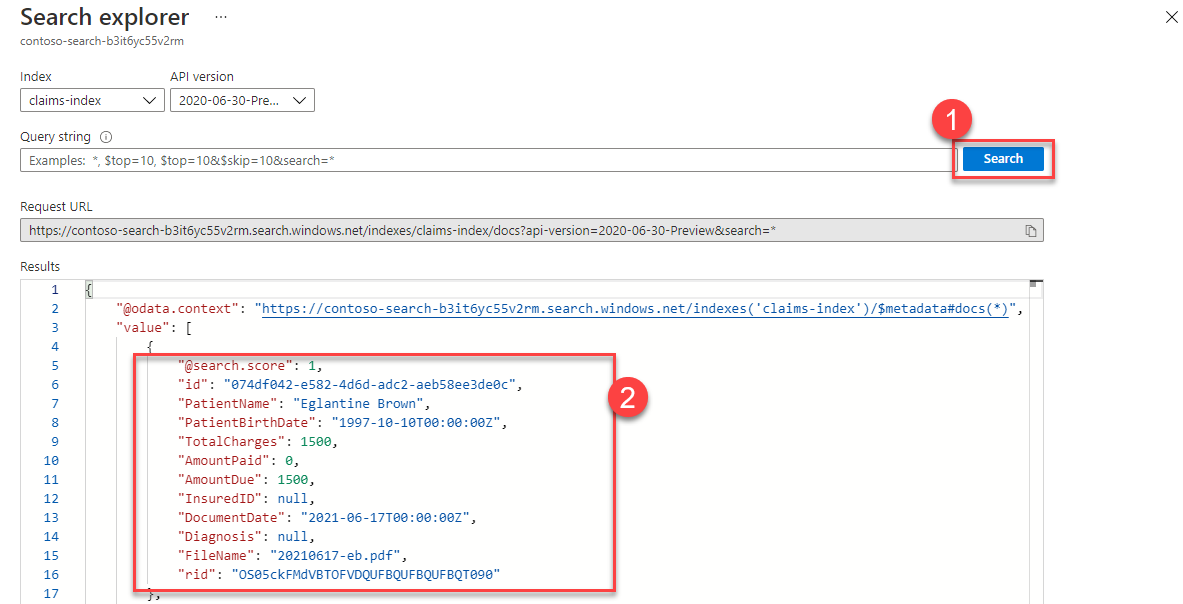 Search explorer ...
contoso-search-b3it6yc55v2rm
Index API version
claims-index 2020-06-30-Pre...
Query string
1
Examples: *, $top=10, $top=10&$skip=10&search=*
Search
Request URL
https://contoso-search-b3it6yc55v2rm.search.windows.net/indexes/claims-index/docs?api-version=2020-06-30-Preview&search=*
Results
1 {
2 "@odata.context": "https://contoso-search-b3it6yc55v2rm.search.windows.net/indexes('claims-index')/$metadata#docs(*)",
3 "value": [
4 {
5 "@search.score": 1,
6 "id": "074df042-e582-4d6d-adc2-aeb58ee3de0c",
7 "PatientName": "Eglantine Brown",
2
8 "PatientBirthDate": "1997-10-10T00:00:00Z",
9 "TotalCharges": 1500,
10 "AmountPaid": 0,
11 "AmountDue": 1500,
12 "InsuredID": null,
13 "DocumentDate": "2021-06-17T00:00:00Z",
14 "Diagnosis": null,
15 "FileName": "20210617-eb.pdf",
16 "rid": "OS05ckFMdVBTOFVDQUFBQUFBQUFBQT090"
17 },